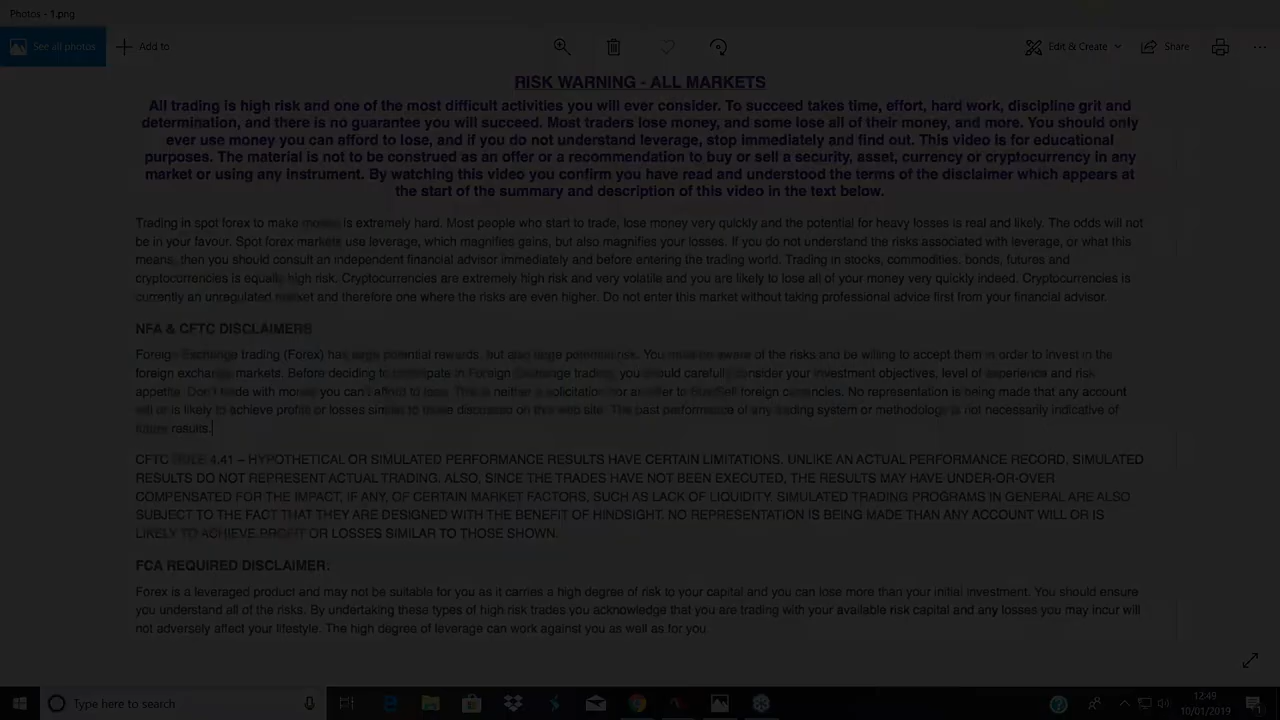 Photos - 1.png
See all photos
Add to
Edit & Create
Share
RISK WARNING - ALL MARKETS
All trading is high risk and one of the most difficult activities you will ever consider. To succeed takes time, effort, hard work, discipline grit and
determination, and there is no guarantee you will succeed. Most traders lose money, and some lose all of their money, and more. You should only
ever use money you can afford to lose, and if you do not understand leverage, stop immediately and find out. This video is for educational
purposes. The material is not to be construed as an offer or a recommendation to buy or sell a security, asset, currency or cryptocurrency in any
market or using any instrument. By watching this video you confirm you have read and understood the terms of the disclaimer which appears at
the start of the summary and description of this video in the text below.
Trading in spot forex to make money is extremely hard. Most people who start to trade, lose money very quickly and the potential for heavy losses is real and likely. The odds will not
be in your favour. Spot forex markets use leverage, which magnifies gains, but also magnifies your losses. If you do not understand the risks associated with leverage, or what this
means, then you should consult an independent financial advisor immediately and before entering the trading world. Trading in stocks, commodities, bonds, futures and
cryptocurrencies is equally high risk. Cryptocurrencies are extremely high risk and very volatile and you are likely to lose all of your money very quickly indeed. Cryptocurrencies is
currently an unregulated market and therefore one where the risks are even higher. Do not enter this market without taking professional advice first from your financial advisor.
NFA & CFTC DISCLAIMERS
Foreign Exchange trading (Forex) has large potential rewards, but also large potential risk. You must be aware of the risks and be willing to accept them in order to invest in the
foreign exchange markets. Before deciding to participate in Foreign Exchange trading, you should carefully consider your investment objectives, level of experience and risk
appetite. Don't trade with money you can't afford to lose. This is neither a solicitation nor an offer to Buy/Sell foreign currencies. No representation is being made that any account
will or is likely to achieve profits or losses similar to those discussed on this web site. The past performance of any trading system or methodology is not necessarily indicative of
future results.
CFTC RULE 4.41 – HYPOTHETICAL OR SIMULATED PERFORMANCE RESULTS HAVE CERTAIN LIMITATIONS. UNLIKE AN ACTUAL PERFORMANCE RECORD, SIMULATED
RESULTS DO NOT REPRESENT ACTUAL TRADING. ALSO, SINCE THE TRADES HAVE NOT BEEN EXECUTED, THE RESULTS MAY HAVE UNDER-OR-OVER
COMPENSATED FOR THE IMPACT, IF ANY, OF CERTAIN MARKET FACTORS, SUCH AS LACK OF LIQUIDITY. SIMULATED TRADING PROGRAMS IN GENERAL ARE ALSO
SUBJECT TO THE FACT THAT THEY ARE DESIGNED WITH THE BENEFIT OF HINDSIGHT. NO REPRESENTATION IS BEING MADE THAN ANY ACCOUNT WILL OR IS
LIKELY TO ACHIEVE PROFIT OR LOSSES SIMILAR TO THOSE SHOWN.
FCA REQUIRED DISCLAIMER:
Forex is a leveraged product and may not be suitable for you as it carries a high degree of risk to your capital and you can lose more than your initial investment. You should ensure
you understand all of the risks. By undertaking these types of high risk trades you acknowledge that you are trading with your available risk capital and any losses you may incur will
not adversely affect your lifestyle. The high degree of leverage can work against you as well as for you
Type here to search
12:49
10/01/2019